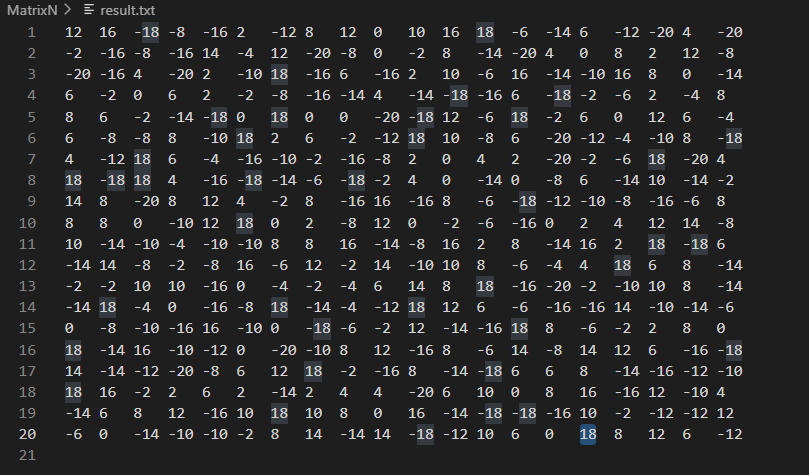 MatrixN > result.txt
1 12 16 -18 -8 -16 2 -12 8 12 0 10 16 18 -6 -14 6 -12 -20 4 -20
2 -2 -16 -8 -16 14 -4 12 -20 -8 0 -2 8 -14 -20 4 0 8 2 12 -8
3 -20 -16 4 -20 2 -10 18 -16 6 -16 2 10 -6 16 -14 -10 16 8 0 -14
4 6 -2 0 6 2 -2 -8 -16 -14 4 -14 -18 -16 6 -18 -2 -6 2 -4 8
5 8 6 -2 -14 -18 0 18 0 0 -20 -18 12 -6 18 -2 6 0 12 6 -4
6 6 -8 -8 8 -10 18 2 6 -2 -12 18 10 -8 6 -20 -12 -4 -10 8 -18
7 4 -12 18 6 -4 -16 -10 -2 -16 -8 2 0 4 2 -20 -2 -6 18 -20 4
8 18 -18 18 4 -16 -18 -14 -6 -18 -2 4 0 -14 0 -8 6 -14 10 -14 -2
9 14 8 -20 8 12 4 -2 8 -16 16 -16 8 -6 -18 -12 -10 -8 -16 -6 8
10 8 8 0 -10 12 18 0 2 -8 12 0 -2 -6 -16 0 2 4 12 14 -8
11 10 -14 -10 -4 -10 -10 8 8 16 -14 -8 16 2 8 -14 16 2 18 -18 6
12 -14 14 -8 -2 -8 16 -6 12 -2 14 -10 10 8 -6 -4 4 18 6 8 -14
13 -2 -2 10 10 -16 0 -4 -2 -4 6 14 8 18 -16 -20 -2 -10 10 8 -14
14 -14 18 -4 0 -16 -8 18 -14 -4 -12 18 12 6 -6 -16 -16 14 -10 -14 -6
15 0 -8 -10 -16 16 -10 0 -18 -6 -2 12 -14 -16 18 8 -6 -2 2 8 0
16 18 -14 16 -10 -12 0 -20 -10 8 12 -16 8 -6 14 -8 14 12 6 -16 -18
17 14 -14 -12 -20 -8 6 12 18 -2 -16 8 -14 -18 6 6 8 -14 -16 -12 -10
18 18 16 -2 2 6 2 -14 2 4 4 -20 6 10 0 8 16 -16 12 -10 4
19 -14 6 8 12 -16 10 18 10 8 0 16 -14 -18 -18 -16 10 -2 -12 -12 12
20 -6 0 -14 -10 -10 -2 8 14 -14 14 -18 -12 10 6 0 18 8 12 6 -12
21